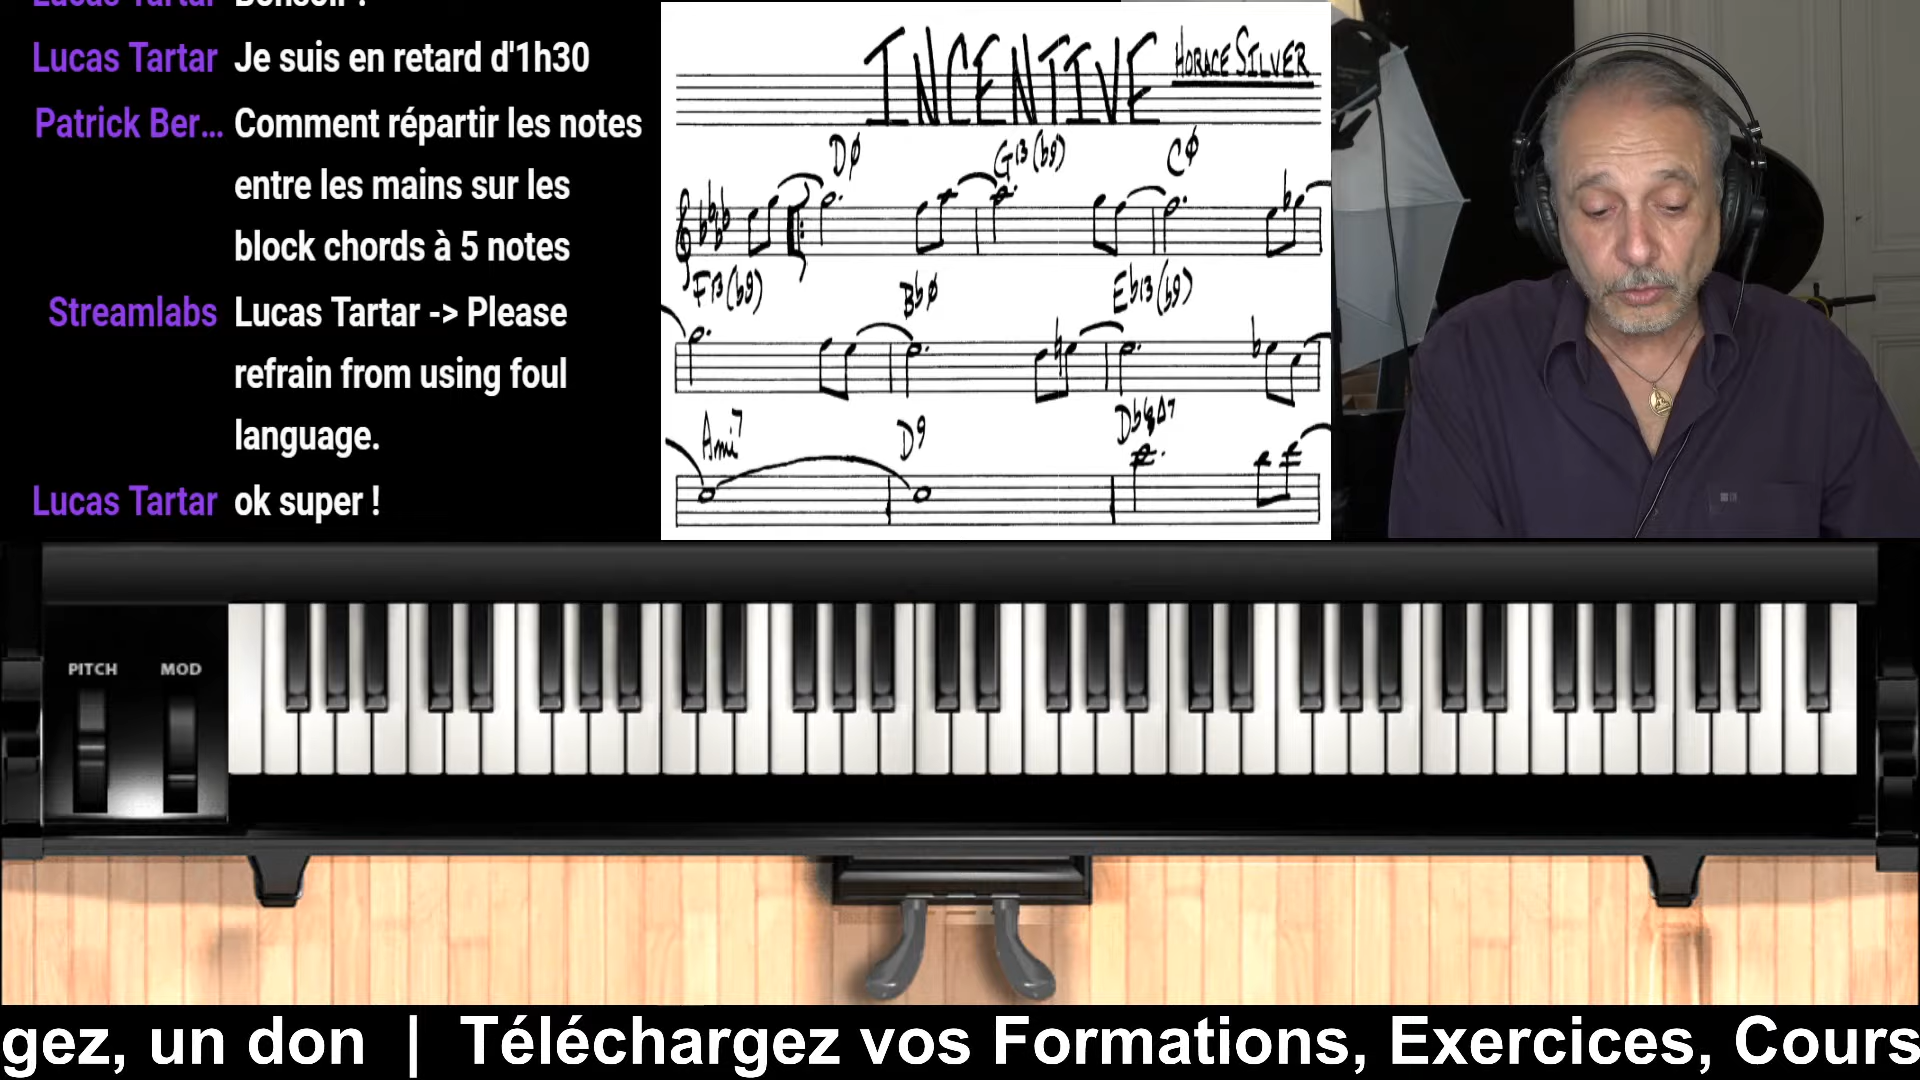 Lucas Tartar Bonsoir !
Lucas Tartar Je suis en retard d'1h30
Patrick Ber... Comment répartir les notes
entre les mains sur les
block chords à 5 notes
Streamlabs Lucas Tartar -> Please
refrain from using foul
language.
Lucas Tartar ok super !
INCENTIVE HORACE SILVER
DØ G13(b9) CØ
F13(b9) BbØ Eb13(b9)
Ami7 D9
PITCH MOD
gez, un don | Téléchargez vos Formations, Exercices, Cours